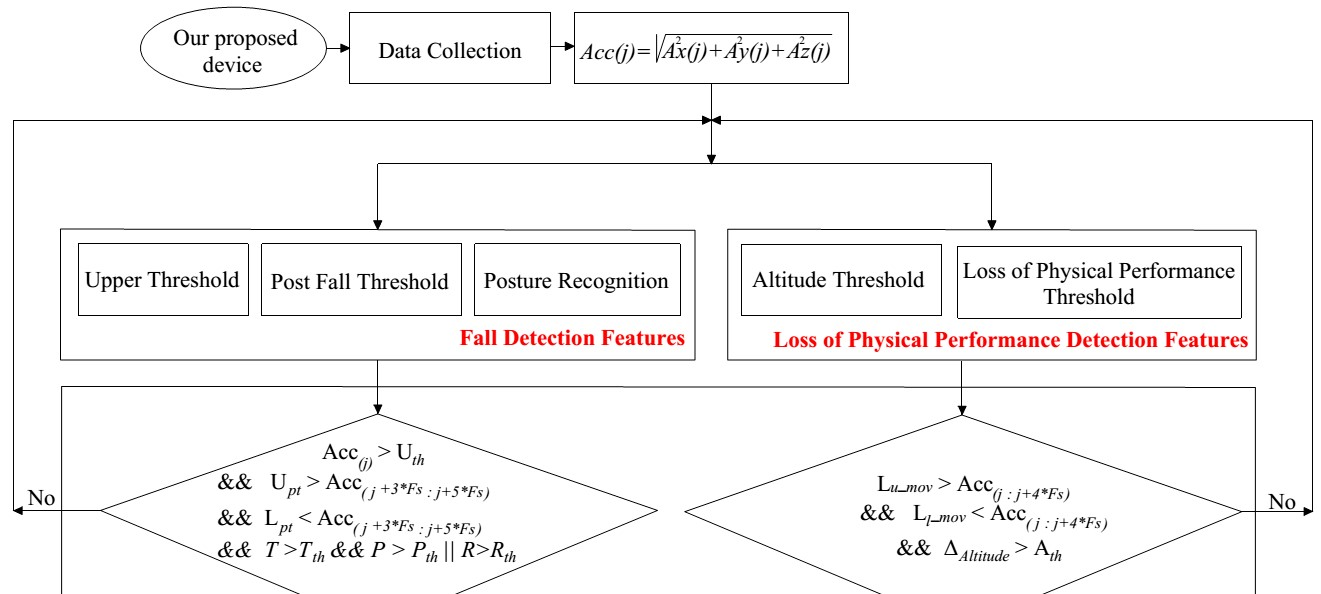 Our proposed
device
Data Collection
Acc(j)=√A²x(j)+A²y(j)+A²z(j)
Upper Threshold
Post Fall Threshold
Posture Recognition
Fall Detection Features
Altitude Threshold
Loss of Physical Performance
Threshold
Loss of Physical Performance Detection Features
Acc(j) > Uth
&& Upt > Acc( j +3*Fs : j+5*Fs)
&& Lpt < Acc( j +3*Fs : j+5*Fs)
&& T >Tth && P > Pth || R>Rth
No
Lu_mov > Acc(j : j+4*Fs)
&& Ll_mov < Acc( j : j+4*Fs)
&& ΔAltitude > Ath
No